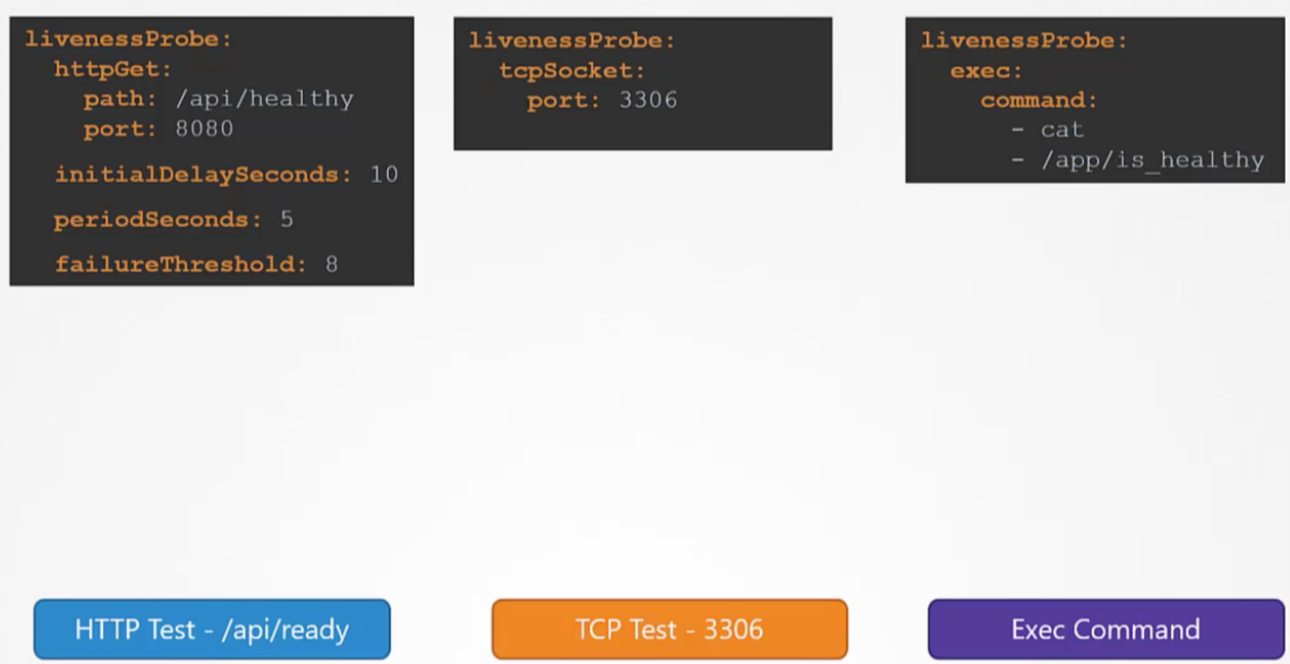 livenessProbe:
  httpGet:
    path: /api/healthy
    port: 8080
  initialDelaySeconds: 10
  periodSeconds: 5
  failureThreshold: 8
livenessProbe:
  tcpSocket:
    port: 3306
livenessProbe:
  exec:
    command:
      - cat
      - /app/is_healthy
HTTP Test - /api/ready
TCP Test - 3306
Exec Command